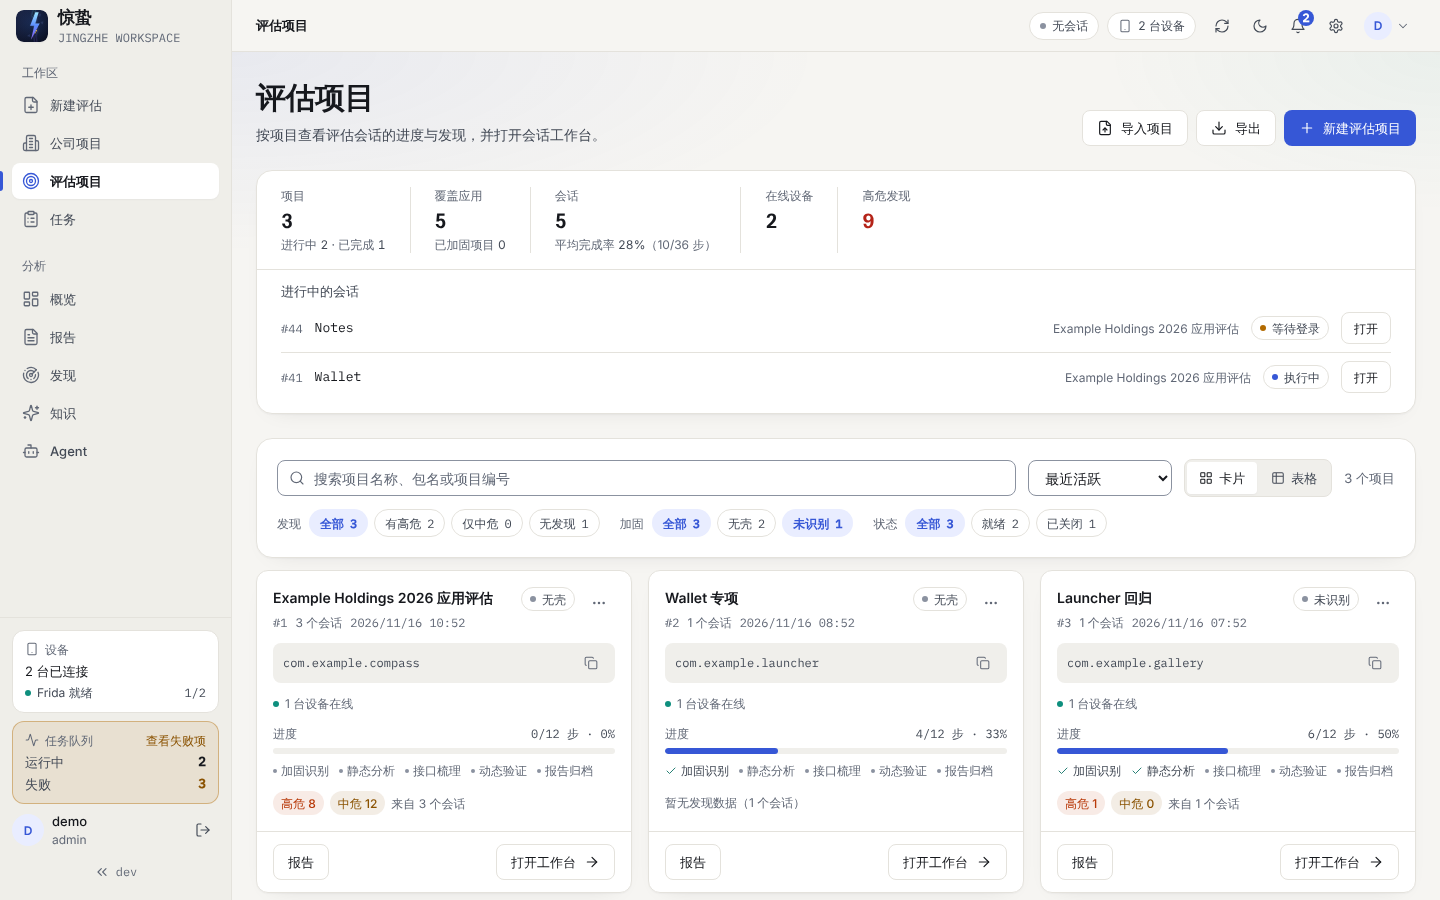 惊蛰
JINGZHE WORKSPACE
工作区
新建评估
公司项目
评估项目
任务
分析
概览
报告
发现
知识
Agent
设备
2 台已连接
Frida 就绪 1/2
任务队列 查看失败项
运行中 2
失败 3
D demo
admin
dev
评估项目
无会话
2 台设备
2
D
评估项目
按项目查看评估会话的进度与发现，并打开会话工作台。
导入项目
导出
新建评估项目
项目
3
进行中 2 · 已完成 1
覆盖应用
5
已加固项目 0
会话
5
平均完成率 28%（10/36 步）
在线设备
2
高危发现
9
进行中的会话
#44 Notes Example Holdings 2026 应用评估 等待登录 打开
#41 Wallet Example Holdings 2026 应用评估 执行中 打开
搜索项目名称、包名或项目编号
最近活跃
卡片
表格
3 个项目
发现 全部 3 有高危 2 仅中危 0 无发现 1 加固 全部 3 无壳 2 未识别 1 状态 全部 3 就绪 2 已关闭 1
Example Holdings 2026 应用评估 无壳 ...
#1 3 个会话 2026/11/16 10:52
com.example.compass
1 台设备在线
进度 0/12 步 · 0%
加固识别 静态分析 接口梳理 动态验证 报告归档
高危 8 中危 12 来自 3 个会话
报告 打开工作台
Wallet 专项 无壳 ...
#2 1 个会话 2026/11/16 08:52
com.example.launcher
1 台设备在线
进度 4/12 步 · 33%
加固识别 静态分析 接口梳理 动态验证 报告归档
暂无发现数据（1 个会话）
报告 打开工作台
Launcher 回归 未识别 ...
#3 1 个会话 2026/11/16 07:52
com.example.gallery
1 台设备在线
进度 6/12 步 · 50%
加固识别 静态分析 接口梳理 动态验证 报告归档
高危 1 中危 0 来自 1 个会话
报告 打开工作台